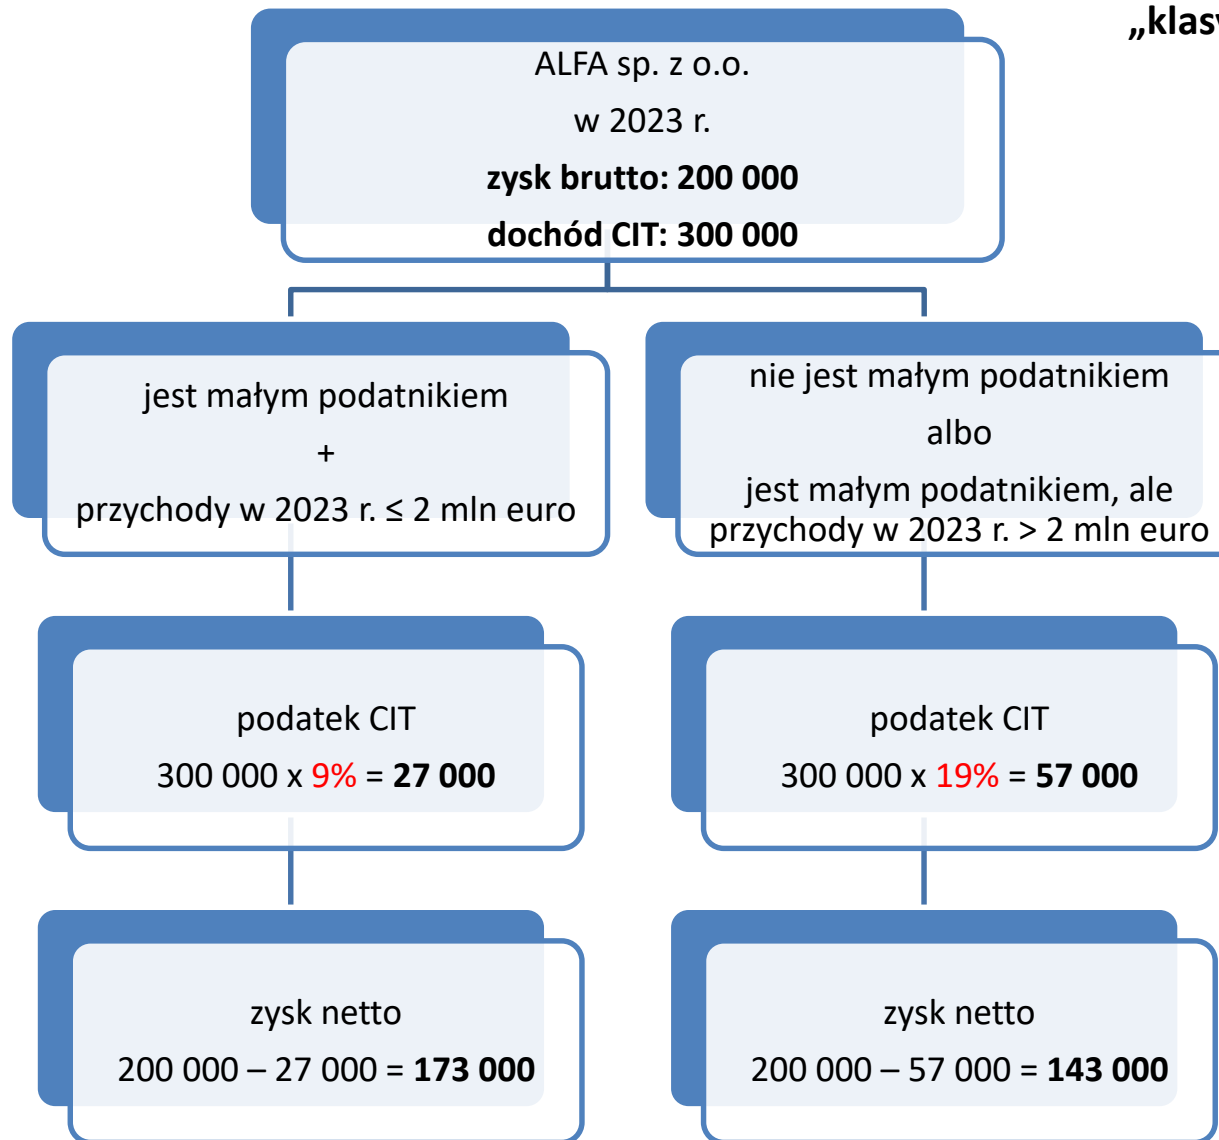 „klasy
ALFA sp. z o.o.
w 2023 r.
zysk brutto: 200 000
dochód CIT: 300 000
jest małym podatnikiem
+
przychody w 2023 r. ≤ 2 mln euro
nie jest małym podatnikiem
albo
jest małym podatnikiem, ale
przychody w 2023 r. > 2 mln euro
podatek CIT
300 000 x 9% = 27 000
podatek CIT
300 000 x 19% = 57 000
zysk netto
200 000 – 27 000 = 173 000
zysk netto
200 000 – 57 000 = 143 000